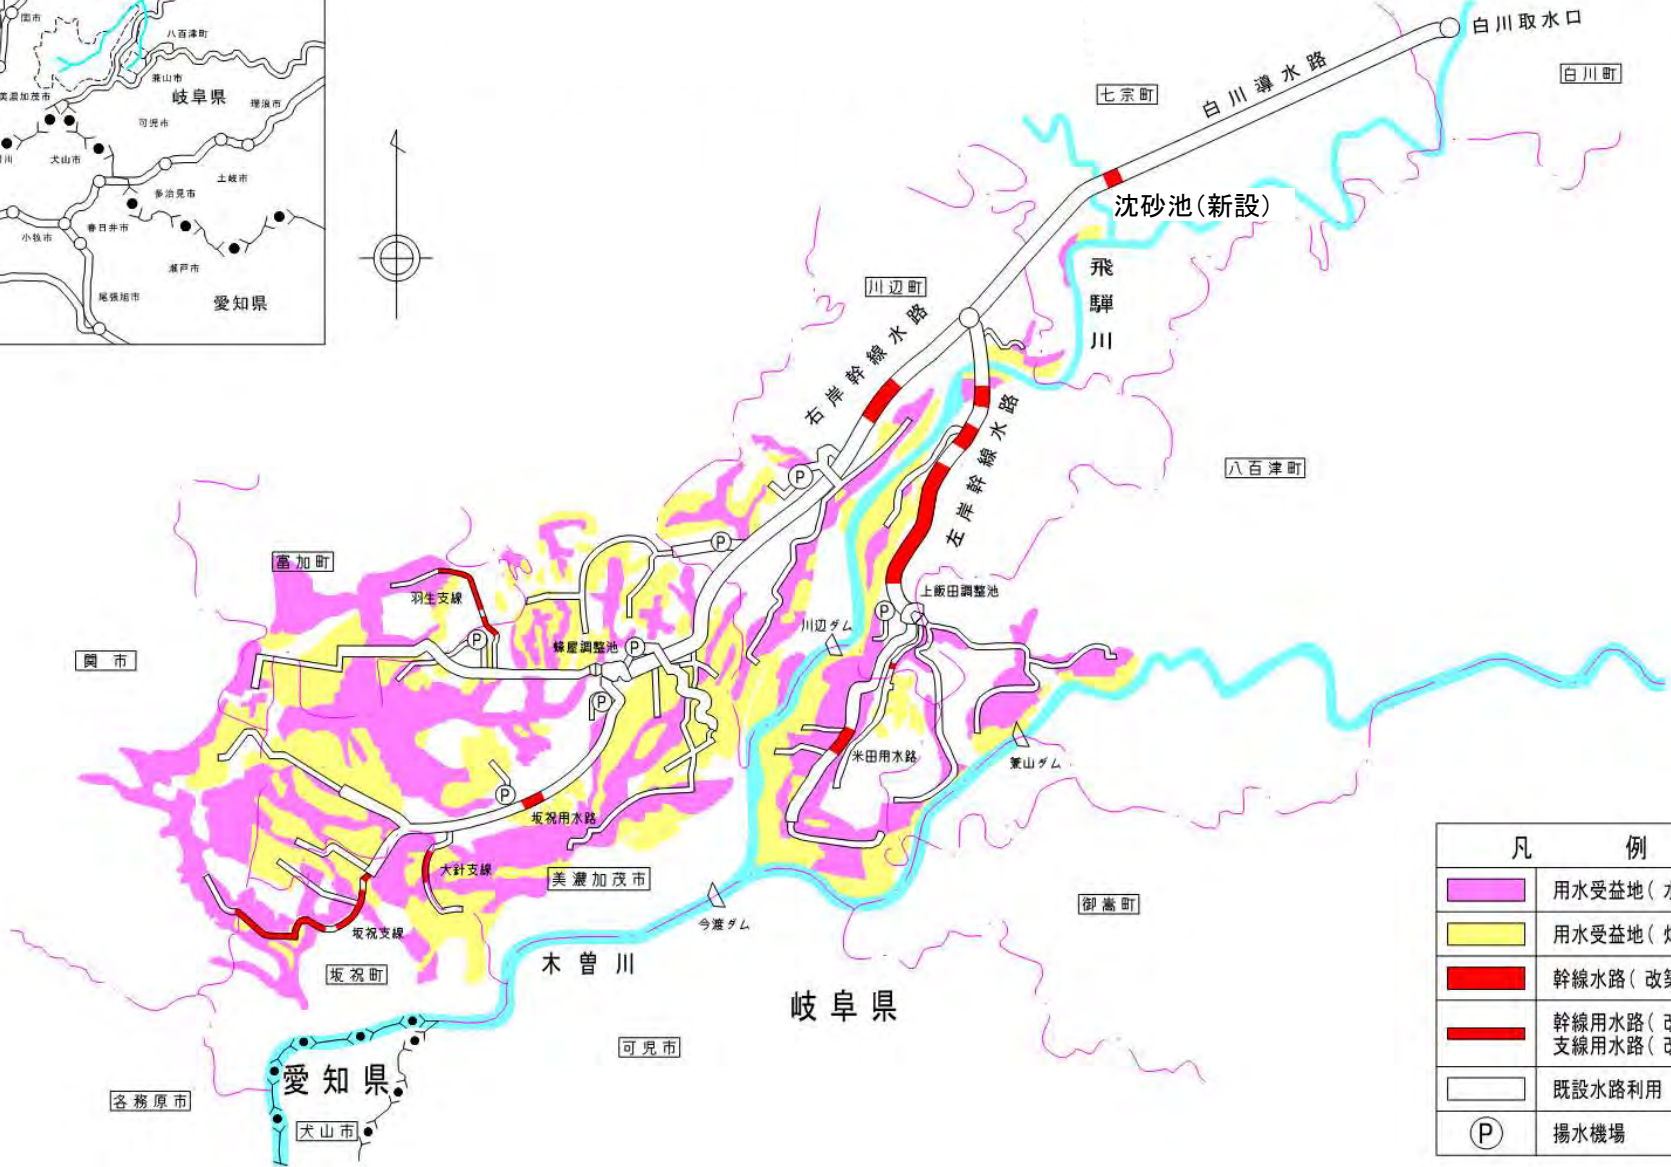 八百津町
兼山市
岐阜県
美濃加茂市
可児市
犬山市
土岐市
多治見市
小牧市
春日井市
瀬戸市
尾張旭市
愛知県
白川取水口
白川町
七宗町
白川導水路
沈砂池(新設)
飛騨川
川辺町
右岸幹線水路
左岸幹線水路
八百津町
富加町
羽生支線
上飯田調整池
川辺ダム
蜂屋調整池
関市
米田用水路
兼山ダム
坂祝用水路
大針支線
美濃加茂市
御嵩町
今渡ダム
坂祝支線
坂祝町
木曽川
岐阜県
可児市
愛知県
各務原市
犬山市
凡例
用水受益地(
用水受益地(
幹線水路(改築
幹線用水路(
支線用水路(
既設水路利用
P 揚水機場
P
P
P
P
P
P
P